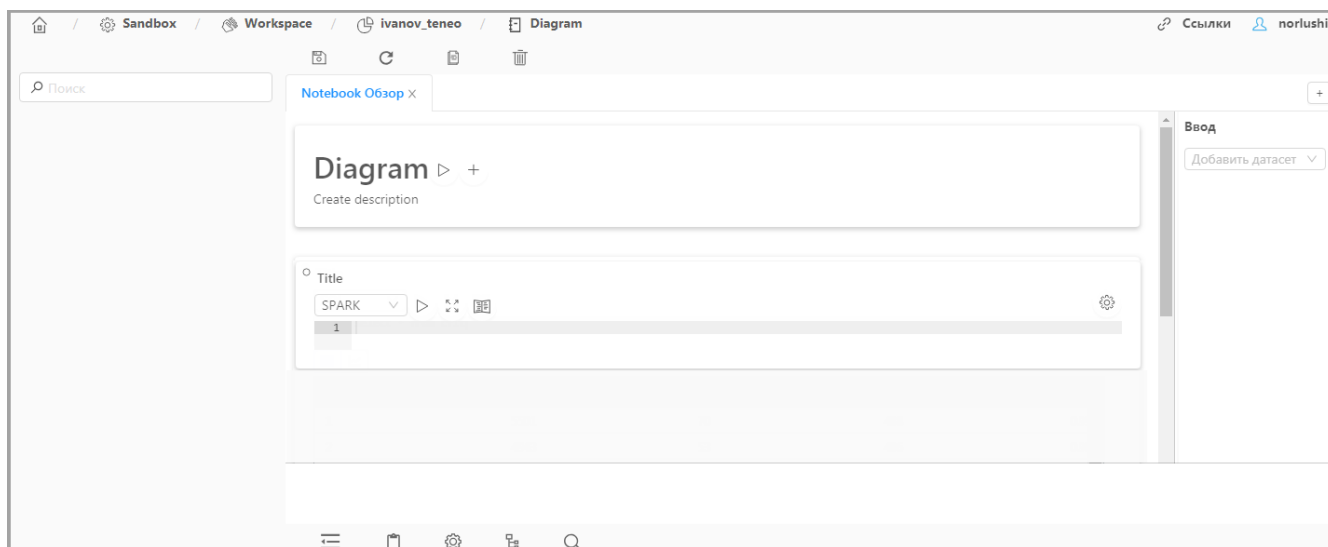 / Sandbox / Workspace / ivanov_teneo / Diagram
Ссылки norlushi
Поиск
Notebook Обзор ×
+
Ввод
Добавить датасет
Diagram +
Create description
Title
SPARK
1